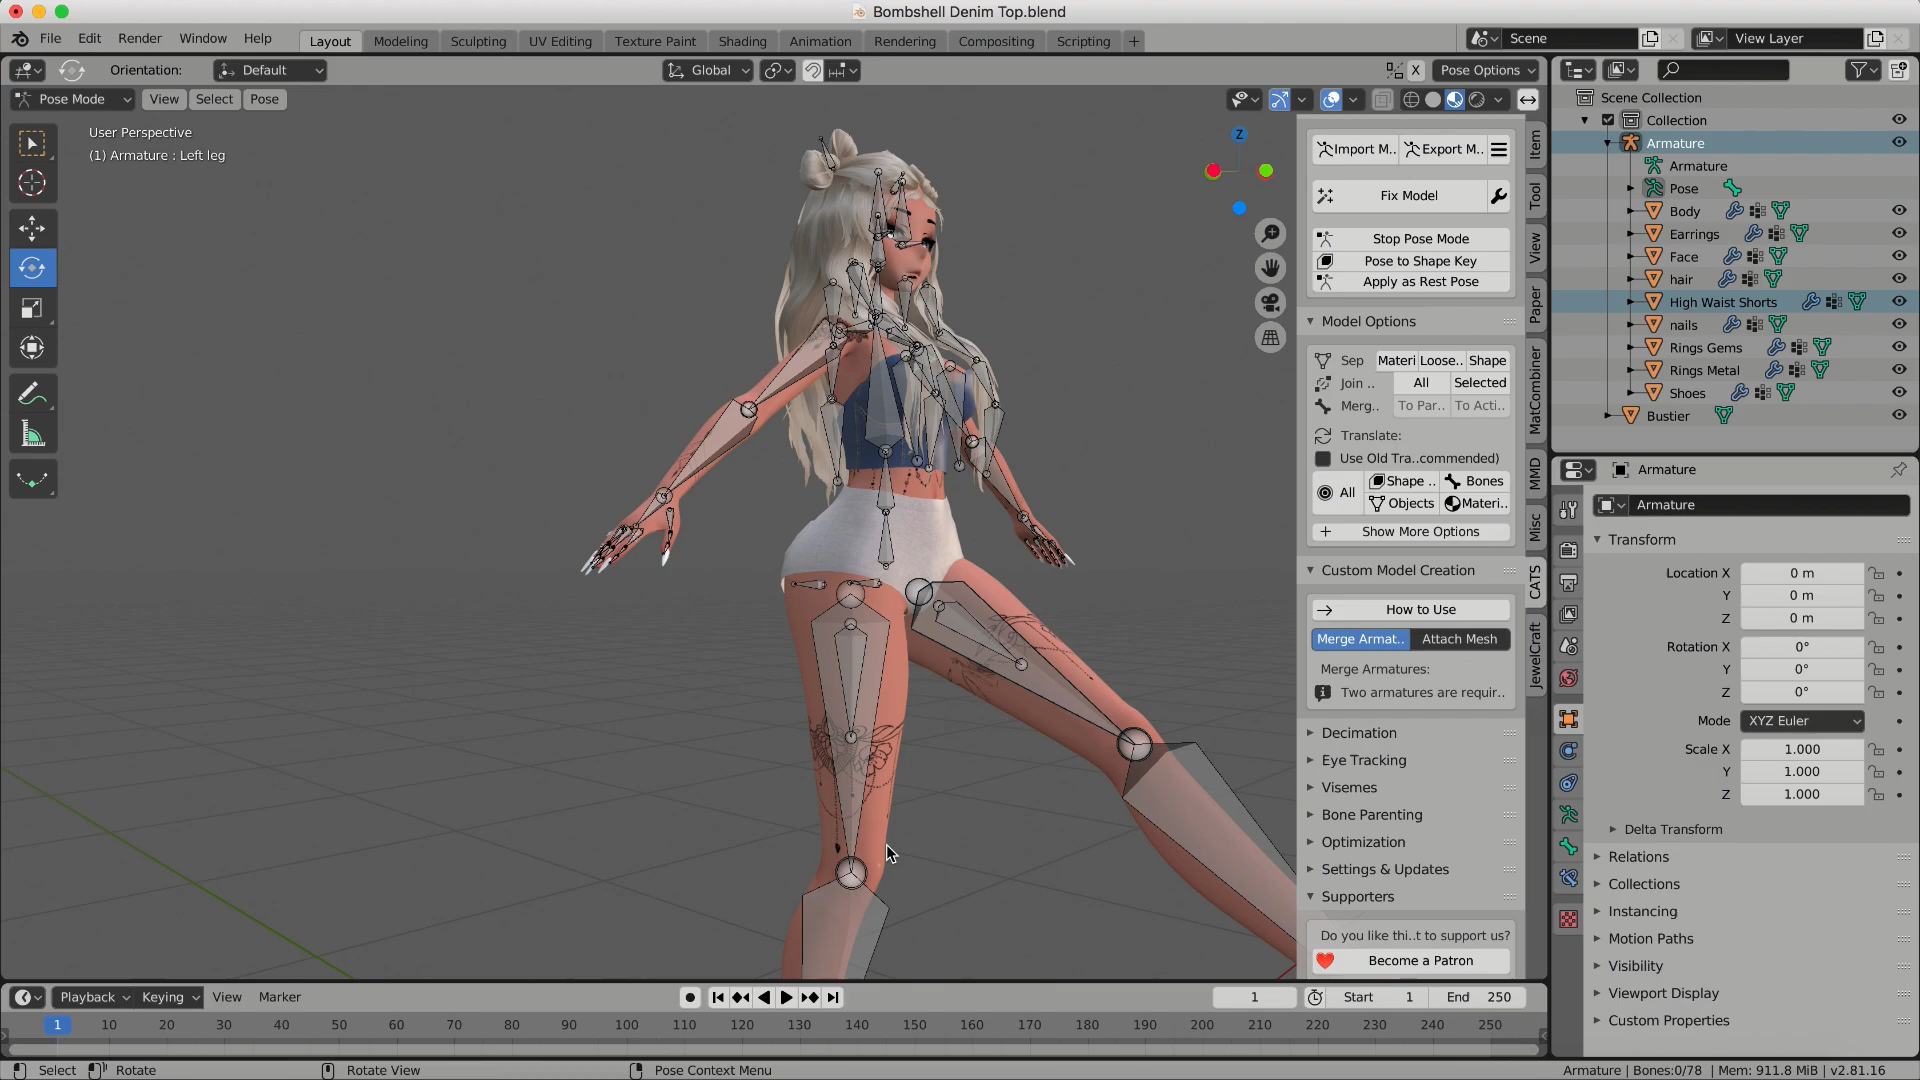 Bombshell Denim Top.blend
File Edit Render Window Help
Layout Modeling Sculpting UV Editing Texture Paint Shading Animation Rendering Compositing Scripting +
Scene
View Layer
Orientation: Default
Global
X Pose Options
Pose Mode View Select Pose
User Perspective
(1) Armature : Left leg
Z
Import M.. Export M..
Fix Model
Stop Pose Mode
Pose to Shape Key
Apply as Rest Pose
Model Options
Sep Materi Loose.. Shape
Join .. All Selected
Merg.. To Par.. To Acti..
Translate:
Use Old Tra..commended)
All Shape .. Bones
Objects Materi..
Show More Options
Custom Model Creation
How to Use
Merge Armat.. Attach Mesh
Merge Armatures:
Two armatures are requir..
Decimation
Eye Tracking
Visemes
Bone Parenting
Optimization
Settings & Updates
Supporters
Do you like thi..t to support us?
Become a Patron
Item
Tool
View
Paper
MatCombiner
MMD
Misc
CATS
JewelCraft
Scene Collection
Collection
Armature
Armature
Pose
Body
Earrings
Face
hair
High Waist Shorts
nails
Rings Gems
Rings Metal
Shoes
Bustier
Armature
Armature
Transform
Location X 0 m
Y 0 m
Z 0 m
Rotation X 0°
Y 0°
Z 0°
Mode XYZ Euler
Scale X 1.000
Y 1.000
Z 1.000
Delta Transform
Relations
Collections
Instancing
Motion Paths
Visibility
Viewport Display
Custom Properties
Playback Keying View Marker
1 Start 1 End 250
1 10 20 30 40 50 60 70 80 90 100 110 120 130 140 150 160 170 180 190 200 210 220 230 240 250
Select Rotate Rotate View Pose Context Menu
Armature | Bones:0/78 | Mem: 911.8 MiB | v2.81.16